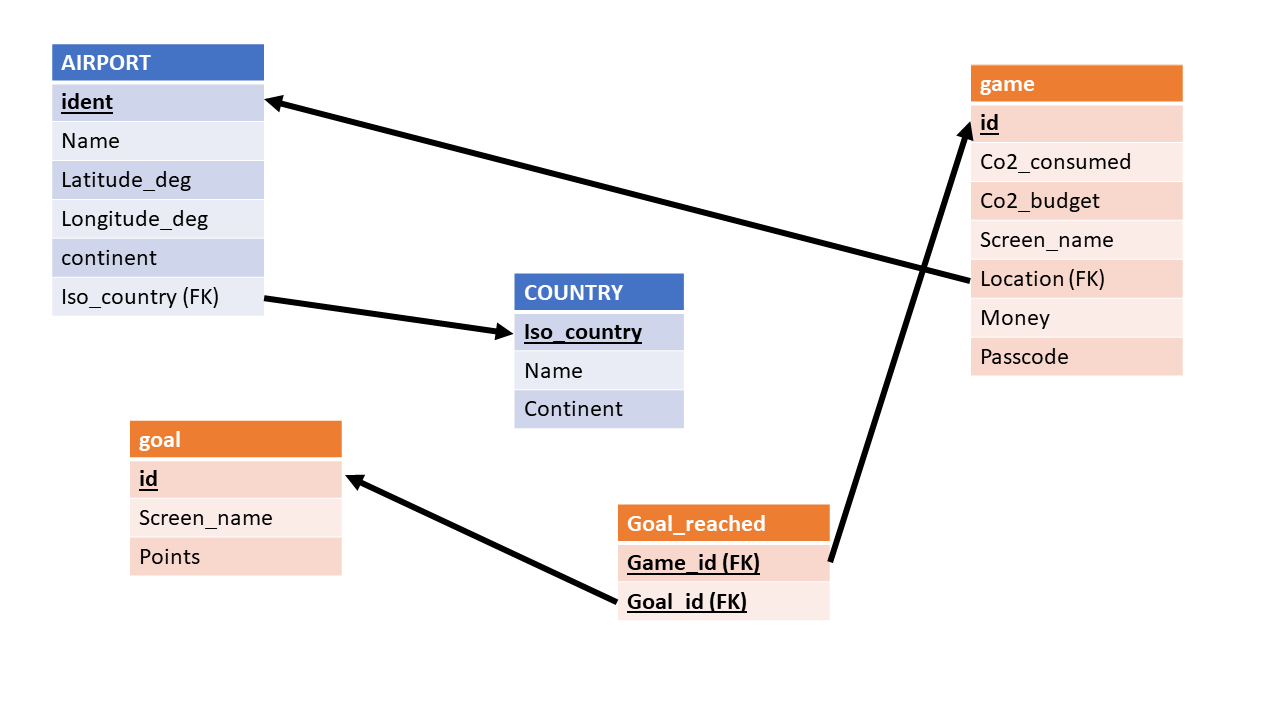 AIRPORT
ident
Name
Latitude_deg
Longitude_deg
continent
Iso_country (FK)
COUNTRY
Iso_country
Name
Continent
game
id
Co2_consumed
Co2_budget
Screen_name
Location (FK)
Money
Passcode
goal
id
Screen_name
Points
Goal_reached
Game_id (FK)
Goal_id (FK)